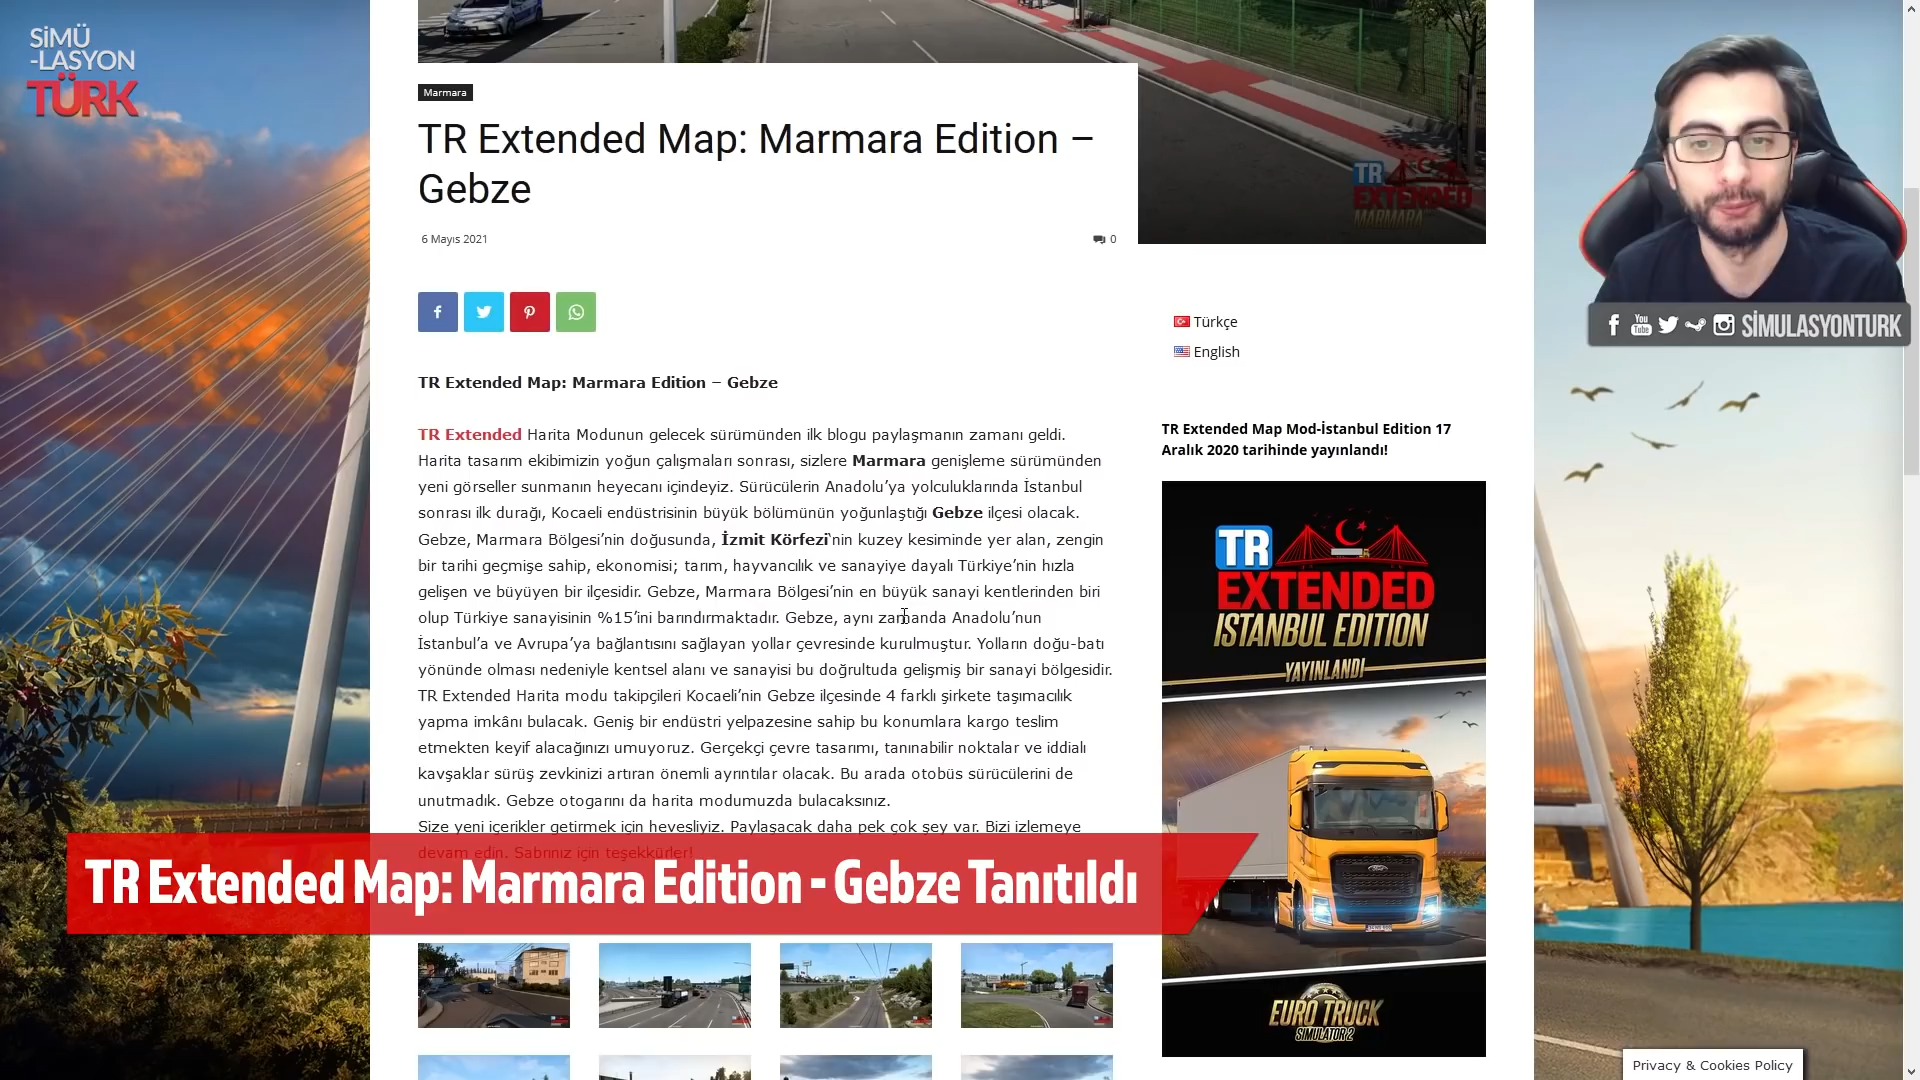 SİMÜ
-LASYON
TÜRK
Marmara
TR Extended Map: Marmara Edition –
Gebze
6 Mayıs 2021
0
TR
EXTENDED
MARMARA
Türkçe
English
You
Tube
SİMULASYONTURK
TR Extended Map: Marmara Edition – Gebze
TR Extended Harita Modunun gelecek sürümünden ilk blogu paylaşmanın zamanı geldi.
Harita tasarım ekibimizin yoğun çalışmaları sonrası, sizlere Marmara genişleme sürümünden
yeni görseller sunmanın heyecanı içindeyiz. Sürücülerin Anadolu’ya yolculuklarında İstanbul
sonrası ilk durağı, Kocaeli endüstrisinin büyük bölümünün yoğunlaştığı Gebze ilçesi olacak.
Gebze, Marmara Bölgesi’nin doğusunda, İzmit Körfezi‘nin kuzey kesiminde yer alan, zengin
bir tarihi geçmişe sahip, ekonomisi; tarım, hayvancılık ve sanayiye dayalı Türkiye’nin hızla
gelişen ve büyüyen bir ilçesidir. Gebze, Marmara Bölgesi’nin en büyük sanayi kentlerinden biri
olup Türkiye sanayisinin %15’ini barındırmaktadır. Gebze, aynı zamanda Anadolu’nun
İstanbul’a ve Avrupa’ya bağlantısını sağlayan yollar çevresinde kurulmuştur. Yolların doğu-batı
yönünde olması nedeniyle kentsel alanı ve sanayisi bu doğrultuda gelişmiş bir sanayi bölgesidir.
TR Extended Harita modu takipçileri Kocaeli’nin Gebze ilçesinde 4 farklı şirkete taşımacılık
yapma imkânı bulacak. Geniş bir endüstri yelpazesine sahip bu konumlara kargo teslim
etmekten keyif alacağınızı umuyoruz. Gerçekçi çevre tasarımı, tanınabilir noktalar ve iddialı
kavşaklar sürüş zevkinizi artıran önemli ayrıntılar olacak. Bu arada otobüs sürücülerini de
unutmadık. Gebze otogarını da harita modumuzda bulacaksınız.
Size yeni içerikler getirmek için hevesliyiz. Paylaşacak daha pek çok şey var. Bizi izlemeye
devam edin. Sabrınız için teşekkürler!
TR Extended Map Mod-İstanbul Edition 17
Aralık 2020 tarihinde yayınlandı!
TR
EXTENDED
ISTANBUL EDITION
YAYINLANDI
EURO TRUCK
SIMULATOR 2
TR Extended Map: Marmara Edition - Gebze Tanıtıldı
Privacy & Cookies Policy